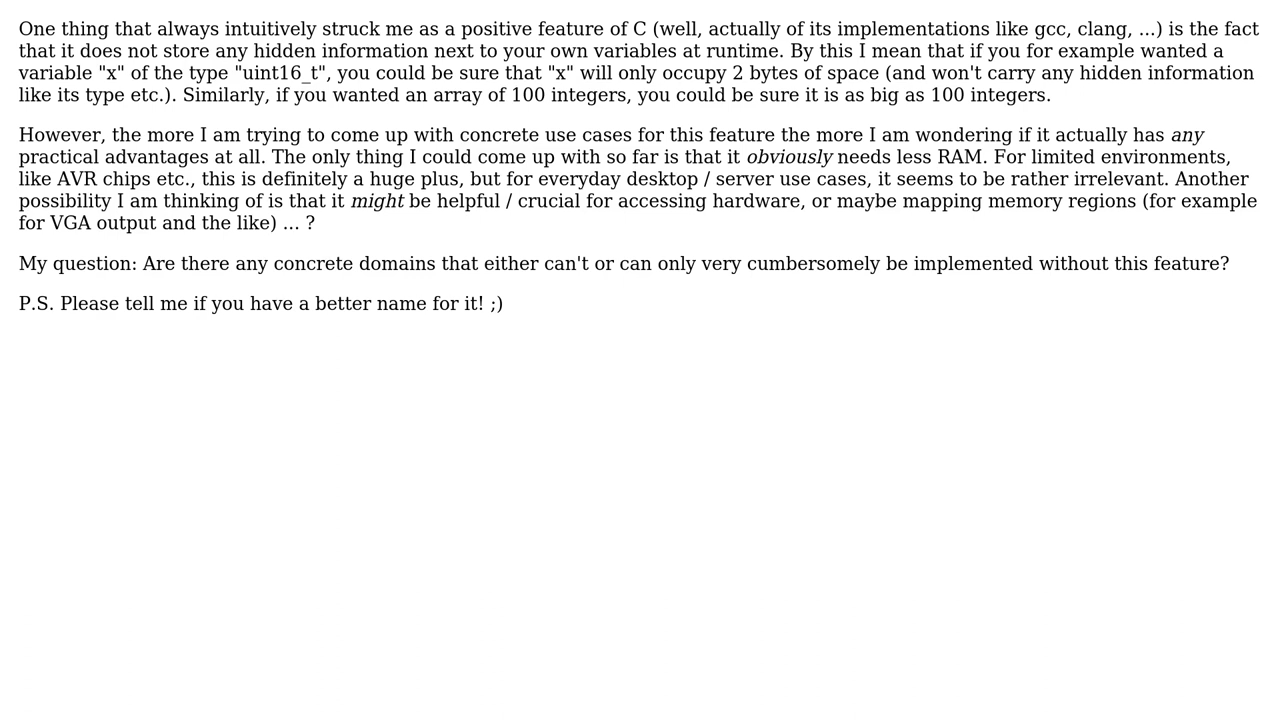 One thing that always intuitively struck me as a positive feature of C (well, actually of its implementations like gcc, clang, ...) is the fact
that it does not store any hidden information next to your own variables at runtime. By this I mean that if you for example wanted a
variable "x" of the type "uint16_t", you could be sure that "x" will only occupy 2 bytes of space (and won't carry any hidden information
like its type etc.). Similarly, if you wanted an array of 100 integers, you could be sure it is as big as 100 integers.
However, the more I am trying to come up with concrete use cases for this feature the more I am wondering if it actually has any
practical advantages at all. The only thing I could come up with so far is that it obviously needs less RAM. For limited environments,
like AVR chips etc., this is definitely a huge plus, but for everyday desktop / server use cases, it seems to be rather irrelevant. Another
possibility I am thinking of is that it might be helpful / crucial for accessing hardware, or maybe mapping memory regions (for example
for VGA output and the like) ... ?
My question: Are there any concrete domains that either can't or can only very cumbersomely be implemented without this feature?
P.S. Please tell me if you have a better name for it! ;)